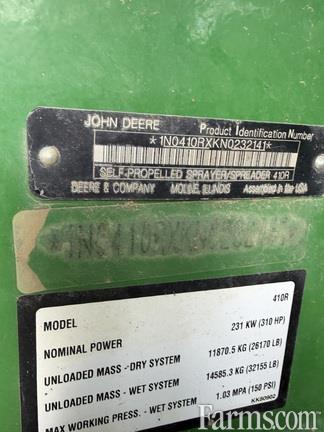 JOHN DEERE Product Identification Number
*1N0410RXKN0232141*
SELF-PROPELLED SPRAYER/SPREADER 410R
DEERE & COMPANY MOLINE, ILLINOIS Assembled in the USA
410R
MODEL
NOMINAL POWER 231 KW (310 HP)
UNLOADED MASS - DRY SYSTEM 11870.5 KG (26170 LB)
UNLOADED MASS - WET SYSTEM 14585.3 KG (32155 LB)
MAX WORKING PRESS. - WET SYSTEM 1.03 MPA (150 PSI)
KK80902
Farms.com